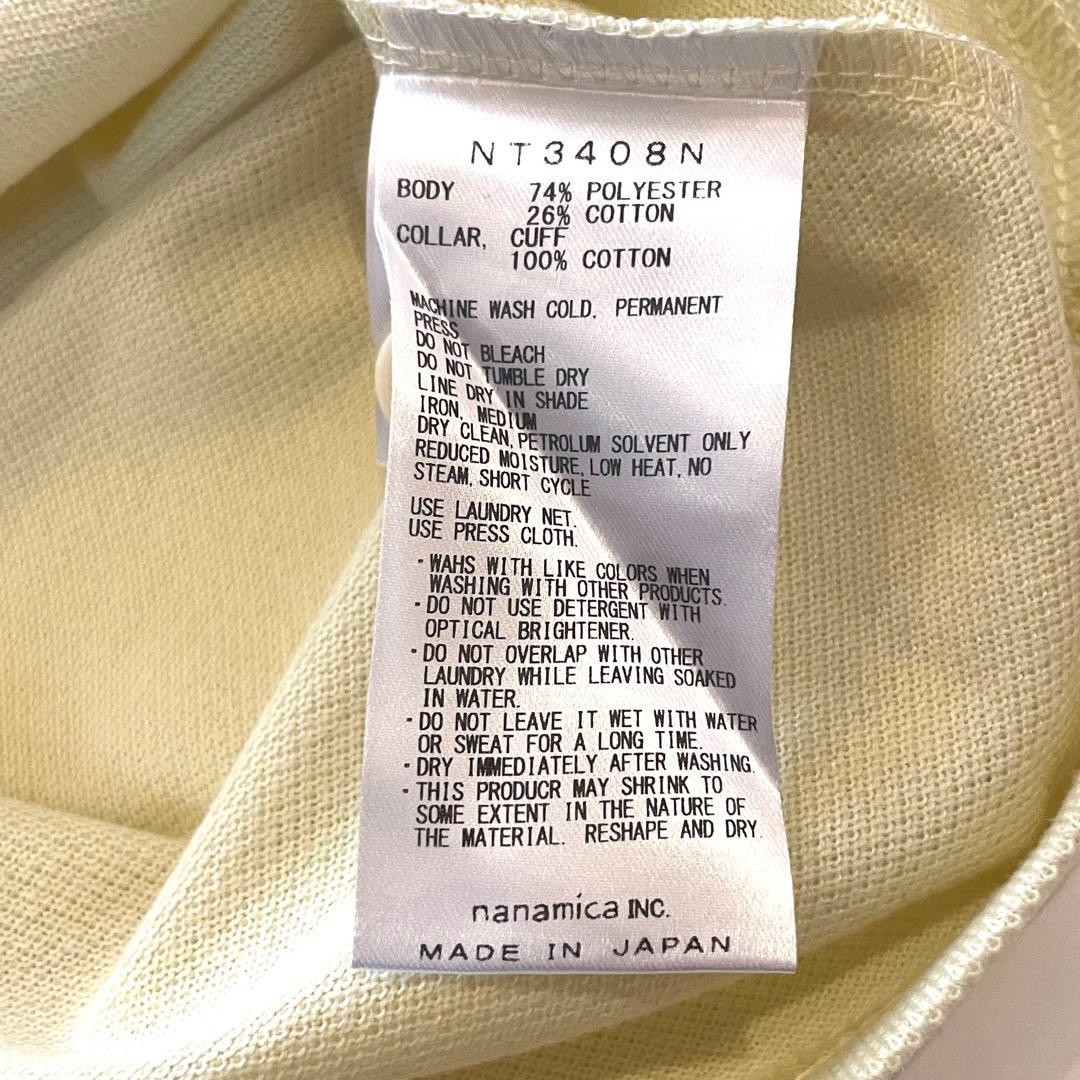 NT3408N
BODY 74% POLYESTER
26% COTTON
COLLAR, CUFF
100% COTTON
MACHINE WASH COLD, PERMANENT
PRESS
DO NOT BLEACH
DO NOT TUMBLE DRY
LINE DRY IN SHADE
IRON, MEDIUM
DRY CLEAN, PETROLUM SOLVENT ONLY
REDUCED MOISTURE, LOW HEAT, NO
STEAM, SHORT CYCLE
USE LAUNDRY NET.
USE PRESS CLOTH.
・WAHS WITH LIKE COLORS WHEN
WASHING WITH OTHER PRODUCTS.
・DO NOT USE DETERGENT WITH
OPTICAL BRIGHTENER.
・DO NOT OVERLAP WITH OTHER
LAUNDRY WHILE LEAVING SOAKED
IN WATER.
・DO NOT LEAVE IT WET WITH WATER
OR SWEAT FOR A LONG TIME.
・DRY IMMEDIATELY AFTER WASHING.
・THIS PRODUCR MAY SHRINK TO
SOME EXTENT IN THE NATURE OF
THE MATERIAL. RESHAPE AND DRY.
nanamica INC.
MADE IN JAPAN